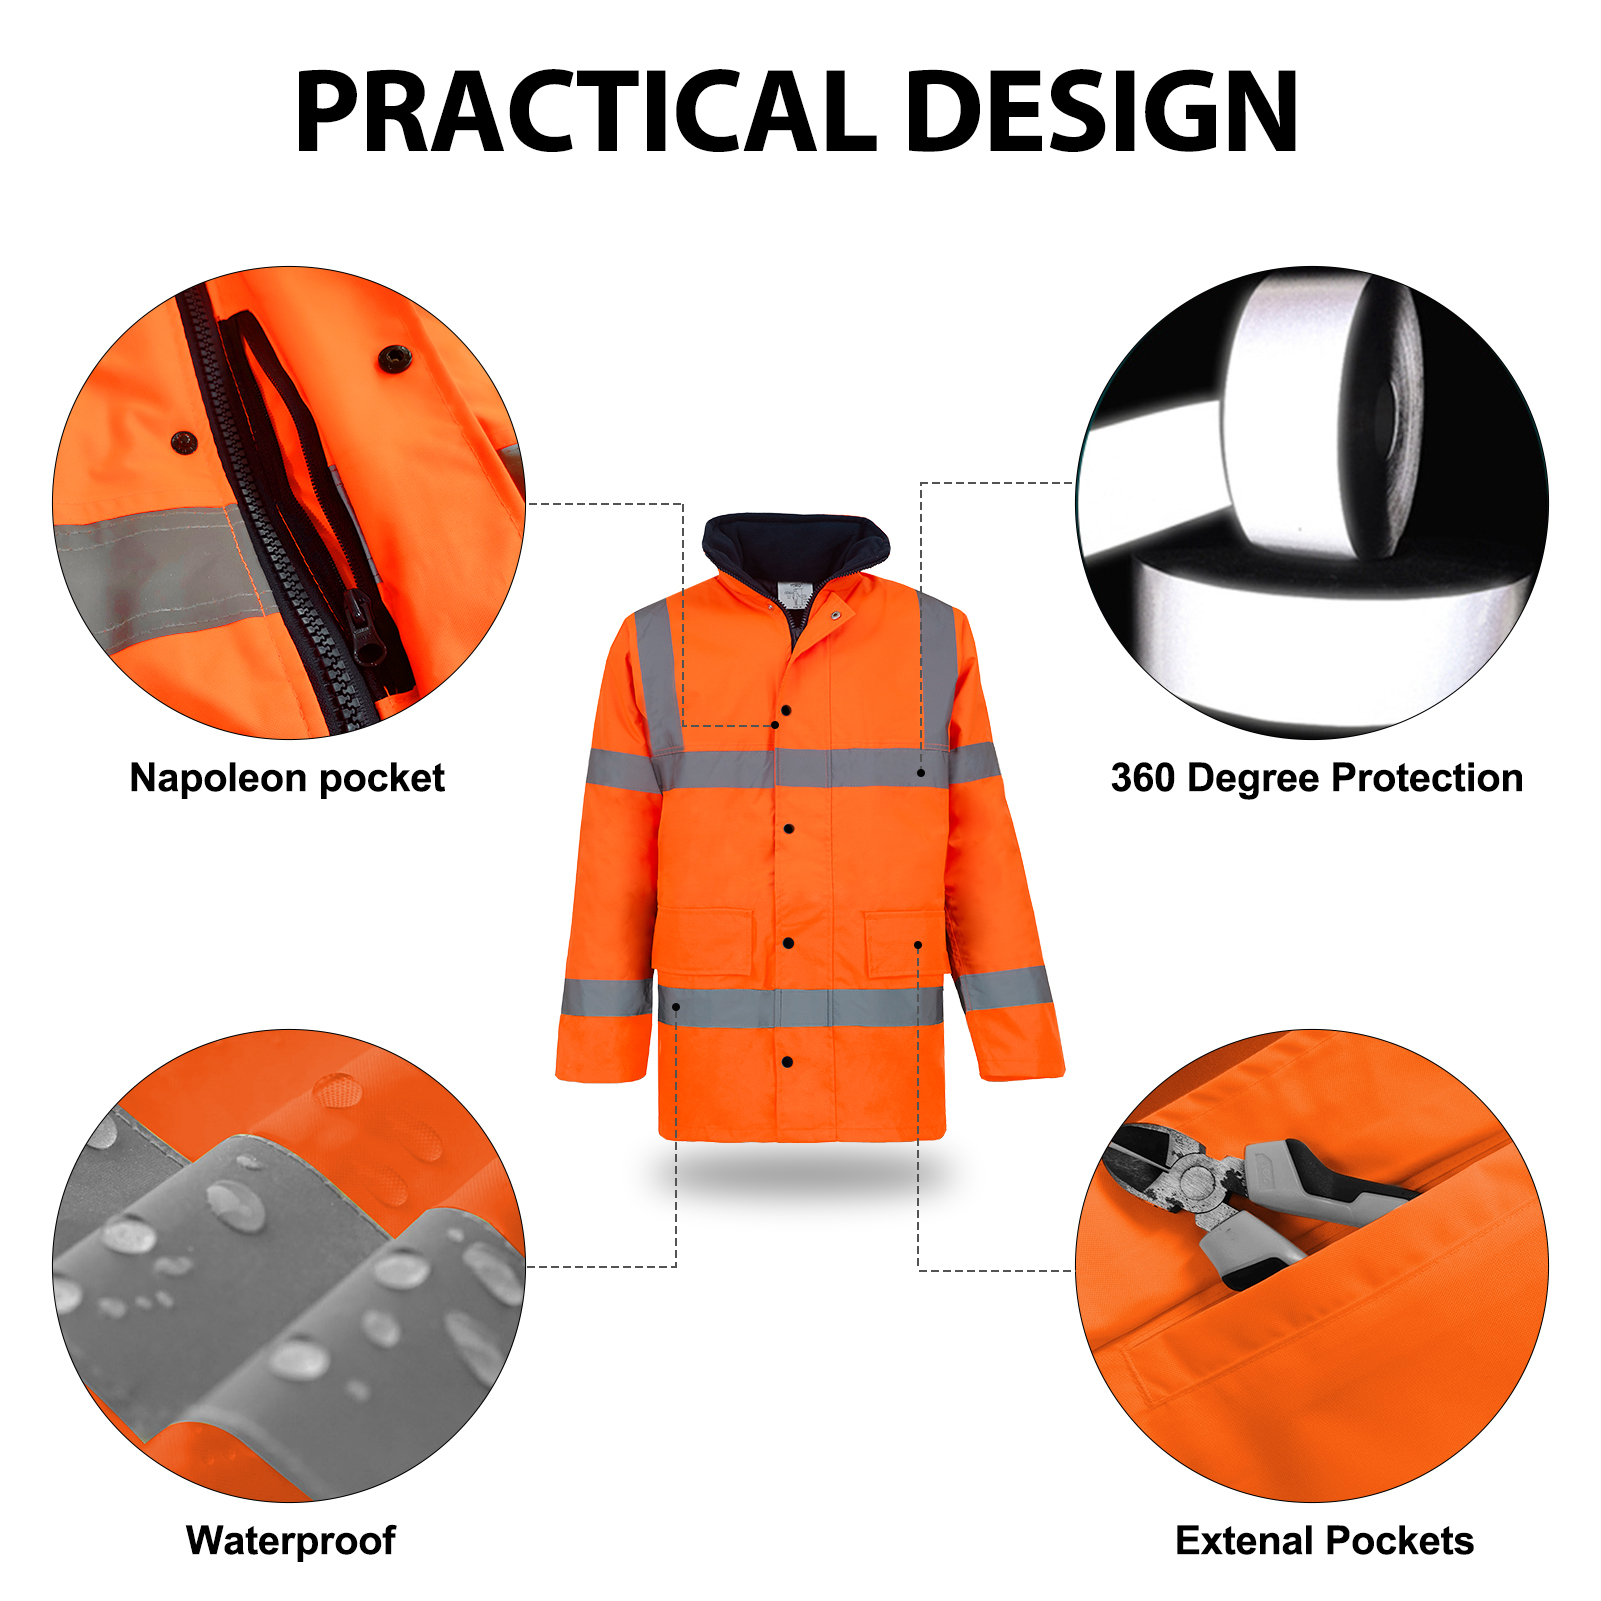 PRACTICAL DESIGN
Napoleon pocket
360 Degree Protection
Waterproof
Extenal Pockets